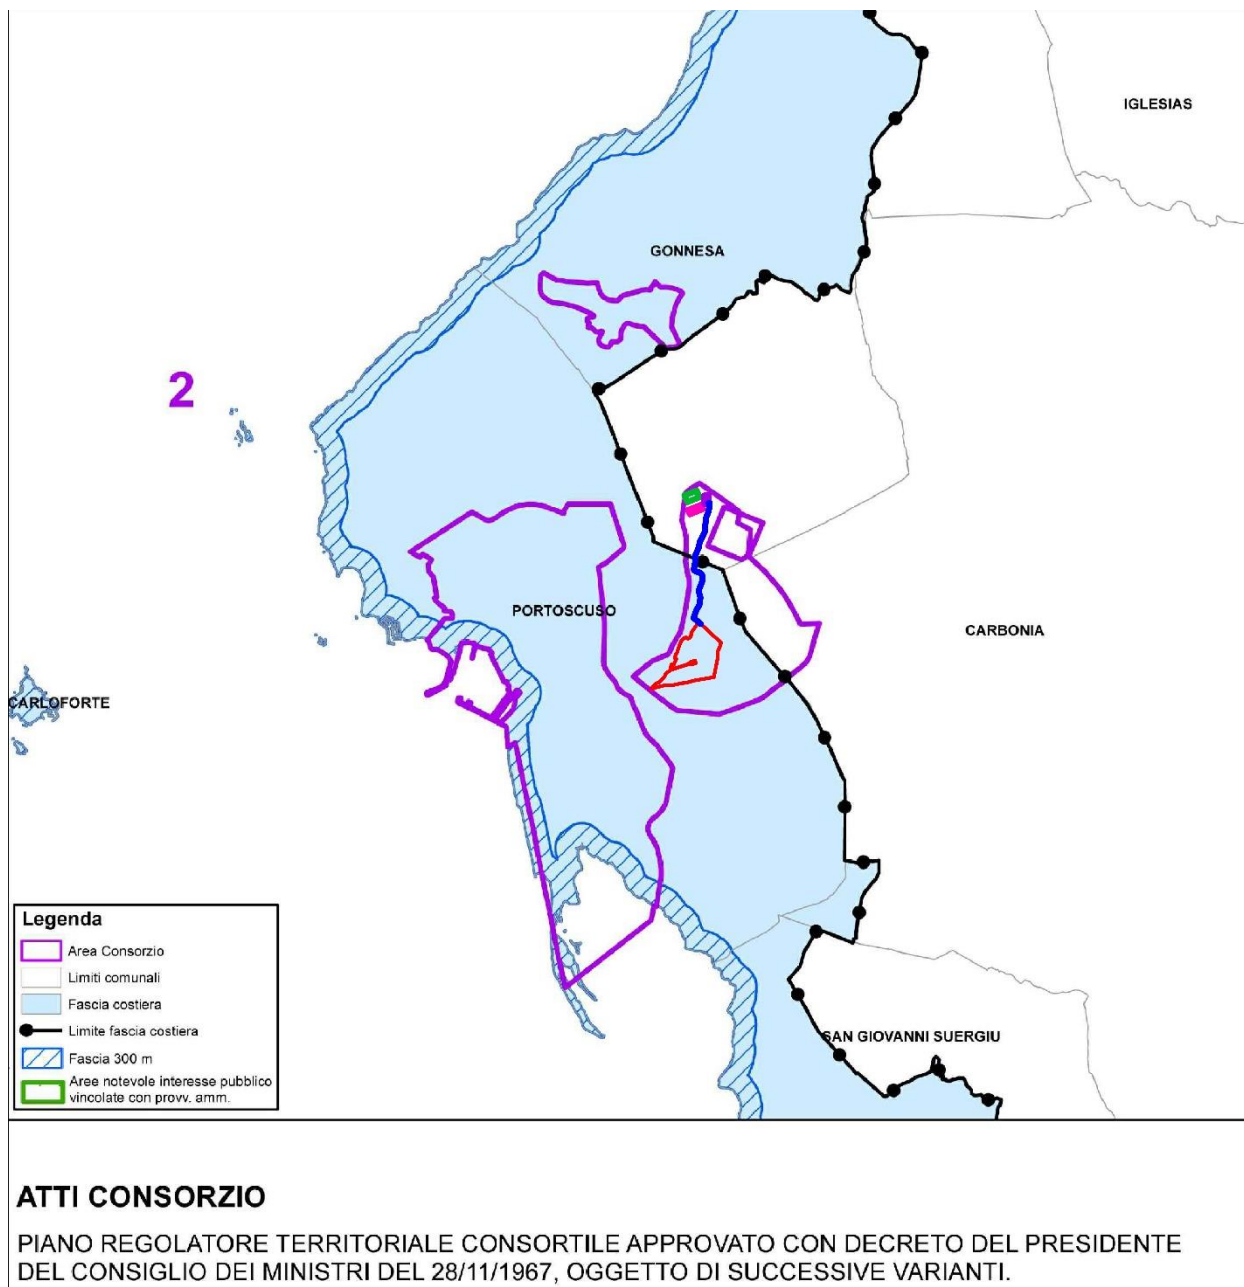 IGLESIAS
GONNESA
2
PORTOSCUSO
CARBONIA
CARLOFORTE
SAN GIOVANNI SUERGIU
Legenda
Area Consorzio
Limiti comunali
Fascia costiera
Limite fascia costiera
Fascia 300 m
Aree notevole interesse pubblico
vincolate con provv. amm.
ATTI CONSORZIO
PIANO REGOLATORE TERRITORIALE CONSORTILE APPROVATO CON DECRETO DEL PRESIDENTE
DEL CONSIGLIO DEI MINISTRI DEL 28/11/1967, OGGETTO DI SUCCESSIVE VARIANTI.